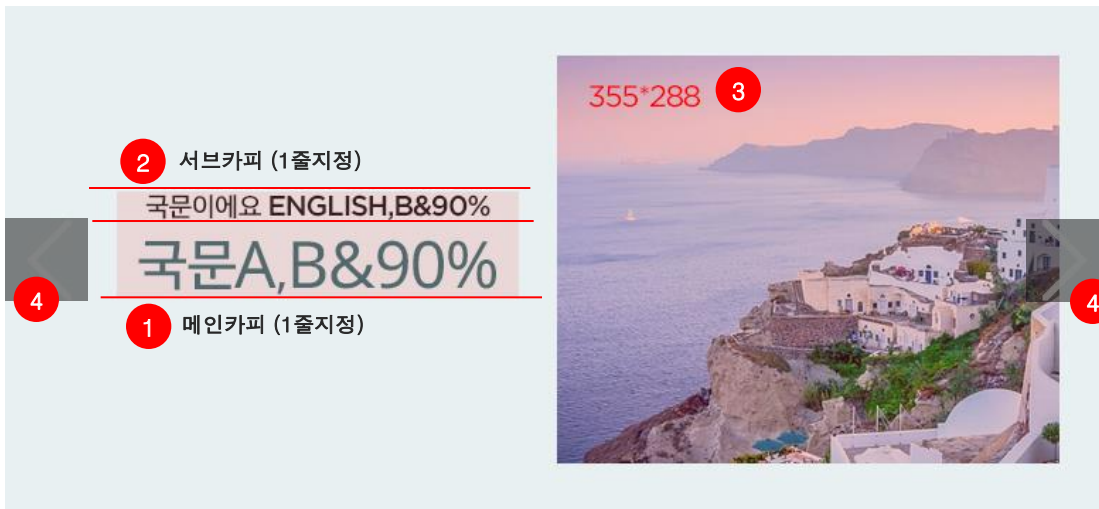 355*288 3
2 서브카피 (1줄지정)
국문이에요 ENGLISH,B&90%
국문A,B&90%
4
4
1 메인카피 (1줄지정)